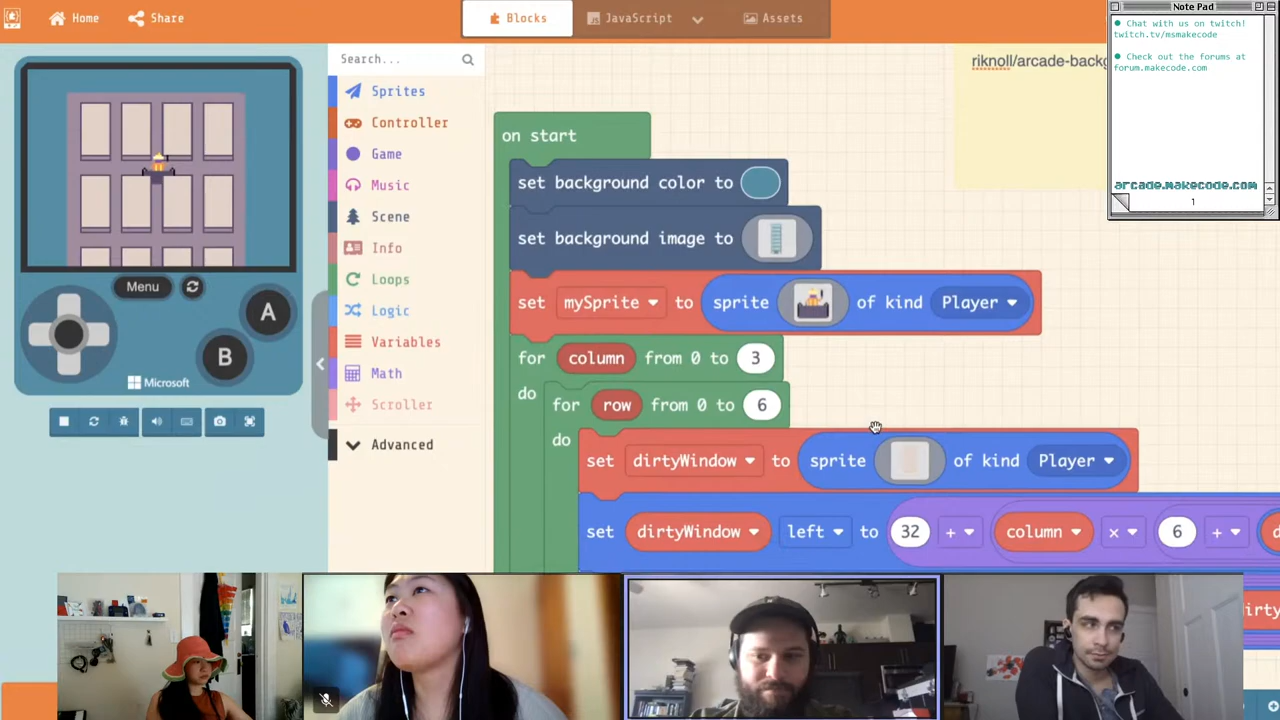 Home
Share
Blocks
JavaScript
Assets
Note Pad
Chat with us on twitch!
twitch.tv/msmakecode
Check out the forums at
forum.makecode.com
arcade.makecode.com
1
riknoll/arcade-backg
Menu
A
B
Microsoft
Search...
Sprites
Controller
Game
Music
Scene
Info
Loops
Logic
Variables
Math
Scroller
Advanced
on start
set background color to
set background image to
set mySprite to sprite of kind Player
for column from 0 to 3
do for row from 0 to 6
do set dirtyWindow to sprite of kind Player
set dirtyWindow left to 32 + column × 6 + d
irty